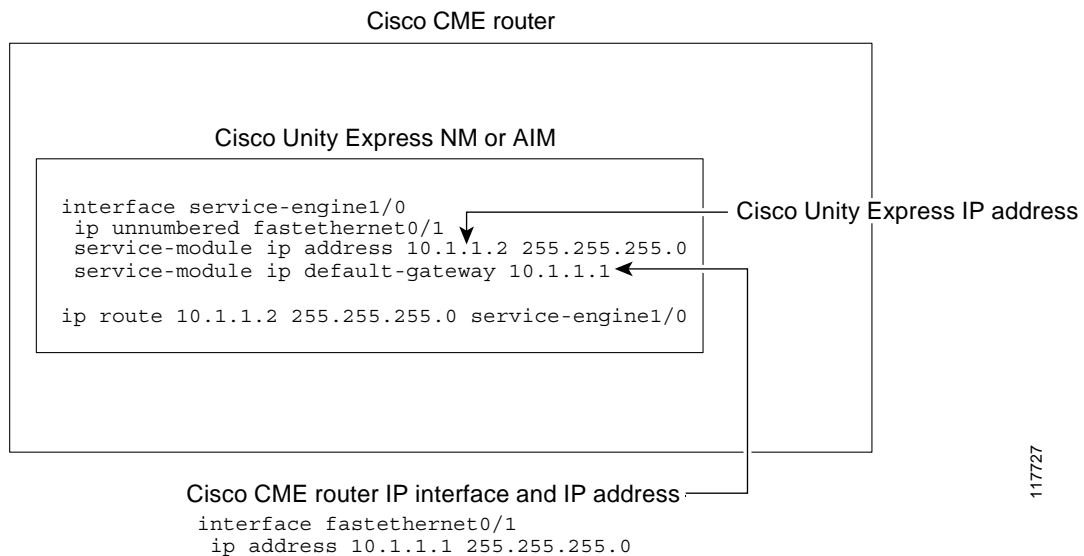 Cisco CME router
Cisco Unity Express NM or AIM
interface service-engine1/0
ip unnumbered fastethernet0/1
service-module ip address 10.1.1.2 255.255.255.0
service-module ip default-gateway 10.1.1.1
ip route 10.1.1.2 255.255.255.0 service-engine1/0
Cisco Unity Express IP address
Cisco CME router IP interface and IP address
interface fastethernet0/1
ip address 10.1.1.1 255.255.255.0
117727